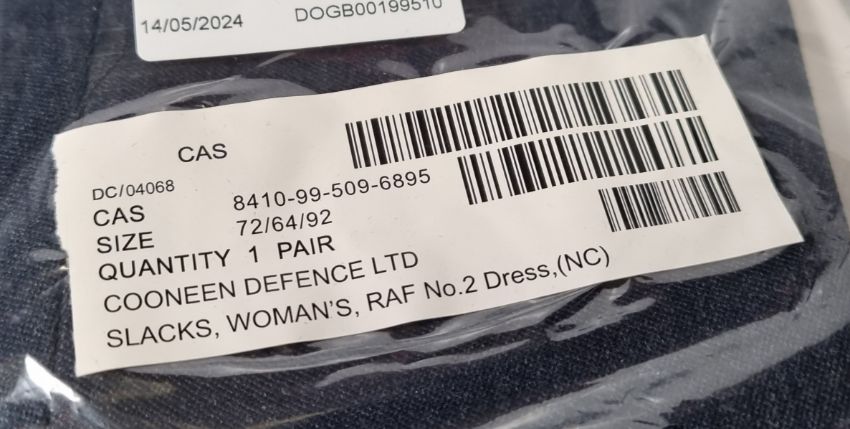 14/05/2024 DOGB00199510
CAS
DC/04068
CAS 8410-99-509-6895
SIZE 72/64/92
QUANTITY 1 PAIR
COONEEN DEFENCE LTD
SLACKS, WOMAN'S, RAF No.2 Dress,(NC)